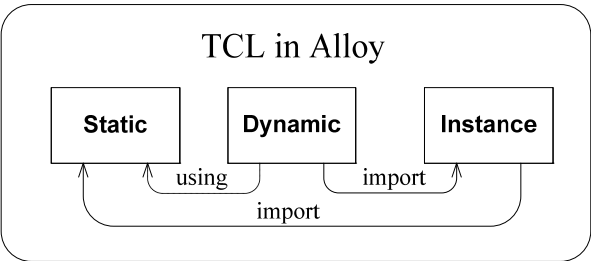 TCL in Alloy
Static
Dynamic
Instance
using
import
import